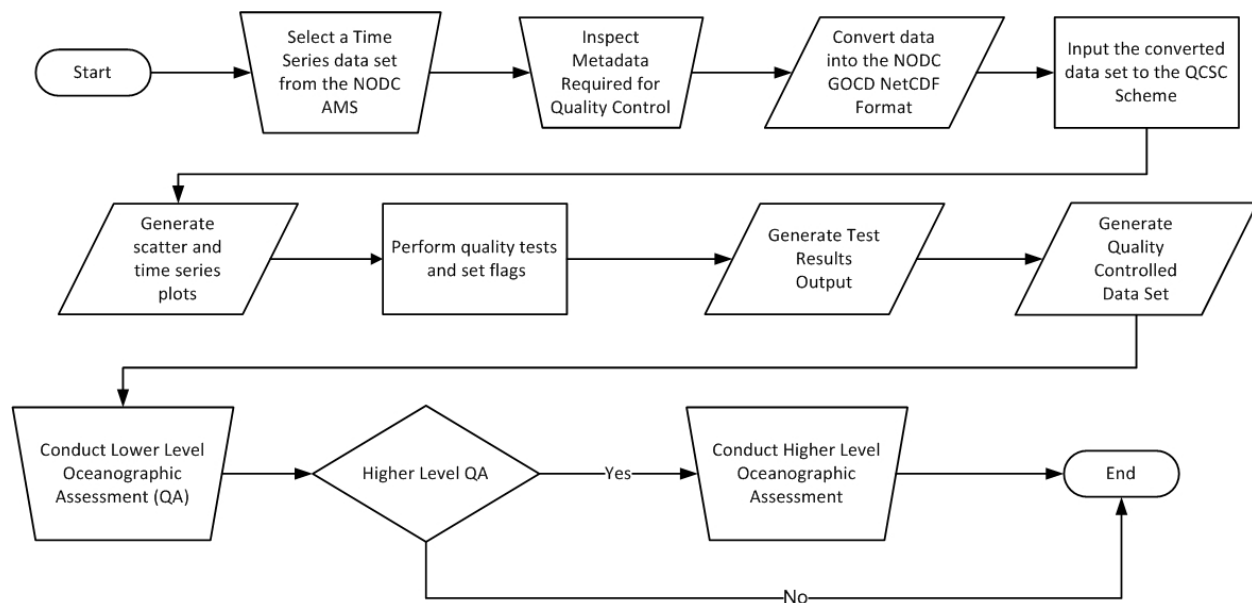 Start
Select a Time
Series data set
from the NODC
AMS
Inspect
Metadata
Required for
Quality Control
Convert data
into the NODC
GOCD NetCDF
Format
Input the converted
data set to the QCSC
Scheme
Generate
scatter and
time series
plots
Perform quality tests
and set flags
Generate Test
Results
Output
Generate
Quality
Controlled
Data Set
Conduct Lower Level
Oceanographic
Assessment (QA)
Higher Level QA
Yes
Conduct Higher Level
Oceanographic
Assessment
End
No